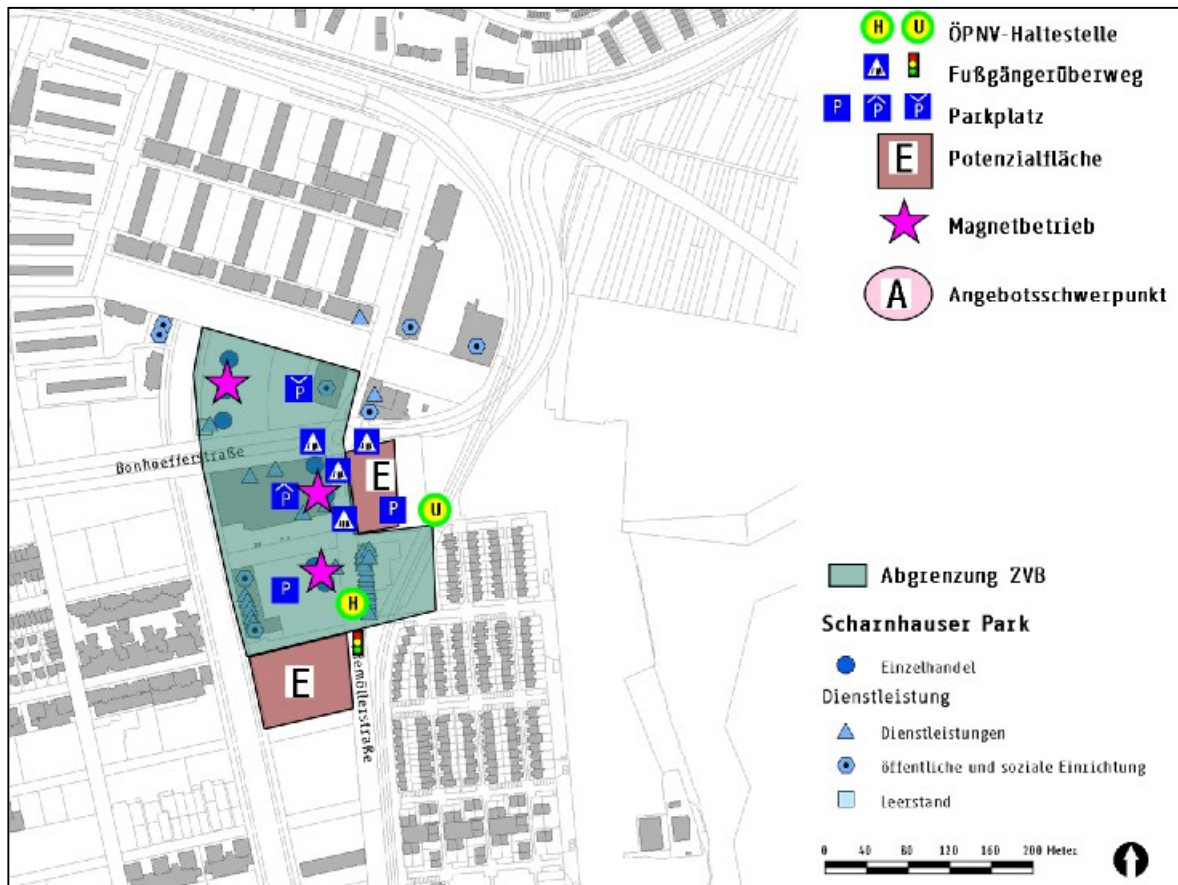 H U ÖPNV-Haltestelle
Fußgängerüberweg
P P P Parkplatz
E Potenzialfläche
Magnetbetrieb
A Angebotsschwerpunkt
P
Bonhoefferstraße
E
P
P
U
P
H
E
emöllerstraße
Abgrenzung ZVB
Scharnhauser Park
Einzelhandel
Dienstleistung
Dienstleistungen
öffentliche und soziale Einrichtung
leerstand
0 40 80 120 160 200 Meter